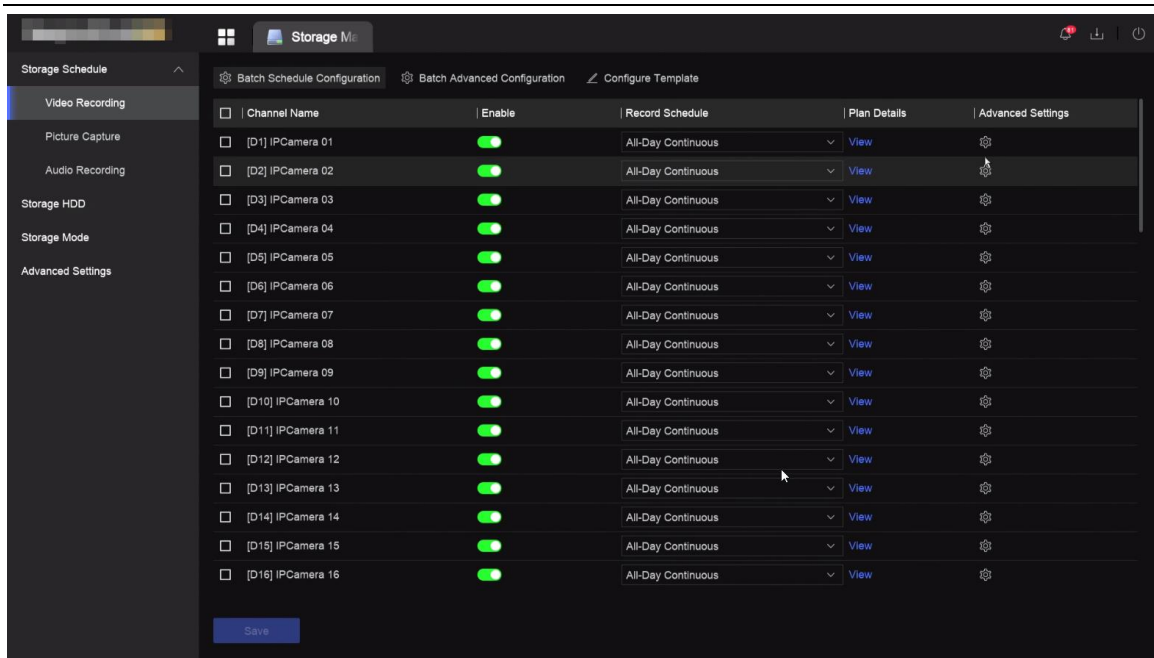 Storage Ma
Storage Schedule
Video Recording
Picture Capture
Audio Recording
Storage HDD
Storage Mode
Advanced Settings
Batch Schedule Configuration Batch Advanced Configuration Configure Template
Channel Name Enable Record Schedule Plan Details Advanced Settings
[D1] IPCamera 01 All-Day Continuous View
[D2] IPCamera 02 All-Day Continuous View
[D3] IPCamera 03 All-Day Continuous View
[D4] IPCamera 04 All-Day Continuous View
[D5] IPCamera 05 All-Day Continuous View
[D6] IPCamera 06 All-Day Continuous View
[D7] IPCamera 07 All-Day Continuous View
[D8] IPCamera 08 All-Day Continuous View
[D9] IPCamera 09 All-Day Continuous View
[D10] IPCamera 10 All-Day Continuous View
[D11] IPCamera 11 All-Day Continuous View
[D12] IPCamera 12 All-Day Continuous View
[D13] IPCamera 13 All-Day Continuous View
[D14] IPCamera 14 All-Day Continuous View
[D15] IPCamera 15 All-Day Continuous View
[D16] IPCamera 16 All-Day Continuous View
Save